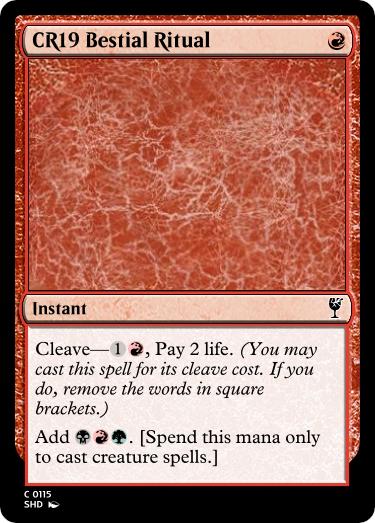 CR19 Bestial Ritual
Instant
Cleave—1, Pay 2 life. (You may
cast this spell for its cleave cost. If you
do, remove the words in square
brackets.)
Add . [Spend this mana only
to cast creature spells.]
C 0115
SHD